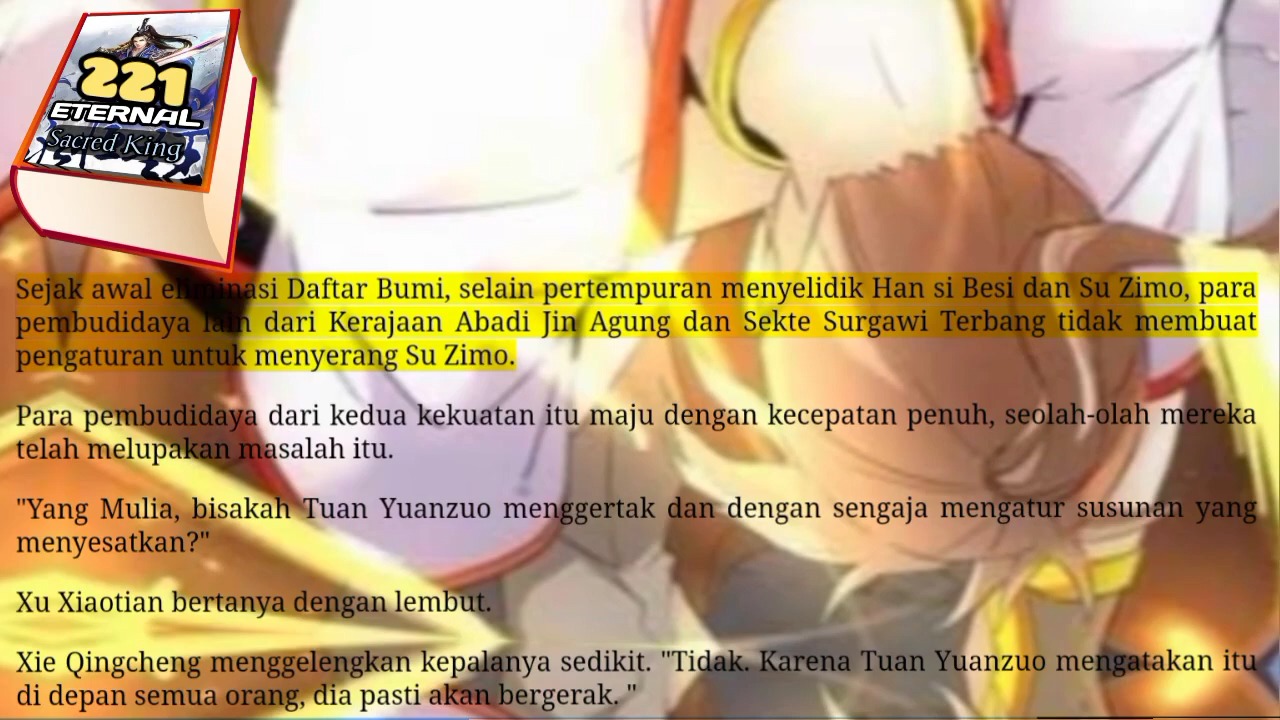 221
ETERNAL
Sacred King
Sejak awal eliminasi Daftar Bumi, selain pertempuran menyelidik Han si Besi dan Su Zimo, para
pembudidaya lain dari Kerajaan Abadi Jin Agung dan Sekte Surgawi Terbang tidak membuat
pengaturan untuk menyerang Su Zimo.
Para pembudidaya dari kedua kekuatan itu maju dengan kecepatan penuh, seolah-olah mereka
telah melupakan masalah itu.
"Yang Mulia, bisakah Tuan Yuanzuo menggertak dan dengan sengaja mengatur susunan yang
menyesatkan?"
Xu Xiaotian bertanya dengan lembut.
Xie Qingcheng menggelengkan kepalanya sedikit. "Tidak. Karena Tuan Yuanzuo mengatakan itu
di depan semua orang, dia pasti akan bergerak. "